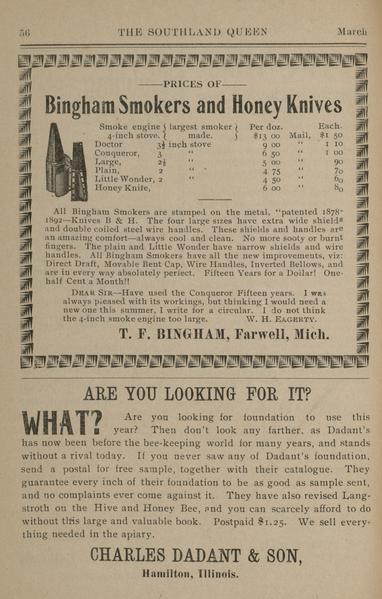 56 THE SOUTHLAND QUEEN March
PRICES OF
Bingham Smokers and Honey Knives
Smoke engine } largest smoker } Per doz. Each.
4-inch stove. } made. } $13 00 Mail, $1 50
Doctor 3½ inch stove 9 00 " 1 10
Conqueror, 3 " 6 50 " 1 00
Large, 2½ " 5 00 " 90
Plain, 2 " 4 75 " 70
Little Wonder, 2 " 4 50 " 60
Honey Knife, 6 00 " 80
All Bingham Smokers are stamped on the metal, "patented 1878-
1892—Knives B & H. The four large sizes have extra wide shields
and double coiled steel wire handles. These shields and handles are
an amazing comfort—always cool and clean. No more sooty or burnt
fingers. The plain and Little Wonder have narrow shields and wire
handles. All Bingham Smokers have all the new improvements, viz:
Direct Draft, Movable Bent Cap, Wire Handles, Inverted Bellows, and
are in every way absolutely perfect. Fifteen Years for a Dollar! One-
half Cent a Month!!
DEAR SIR—Have used the Conqueror Fifteen years. I was
always pleased with its workings, but thinking I would need a
new one this summer, I write for a circular. I do not think
the 4-inch smoke engine too large. W. H. EAGERTY.
T. F. BINGHAM, Farwell, Mich.
ARE YOU LOOKING FOR IT?
WHAT? Are you looking for foundation to use this
year? Then don't look any farther, as Dadant's
has now been before the bee-keeping world for many years, and stands
without a rival today. If you never saw any of Dadant's foundation,
send a postal for free sample, together with their catalogue. They
guarantee every inch of their foundation to be as good as sample sent,
and no complaints ever come against it. They have also revised Lang-
stroth on the Hive and Honey Bee, and you can scarcely afford to do
without this large and valuable book. Postpaid $1.25. We sell every-
thing needed in the apiary.
CHARLES DADANT & SON,
Hamilton, Illinois.